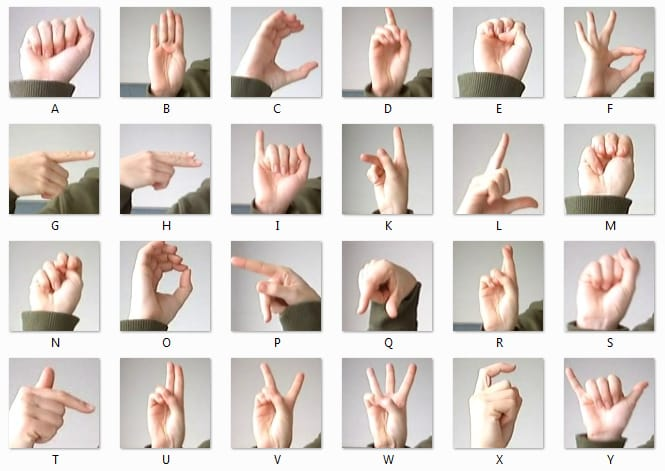 A B C D E F
G H I K L M
N O P Q R S
T U V W X Y